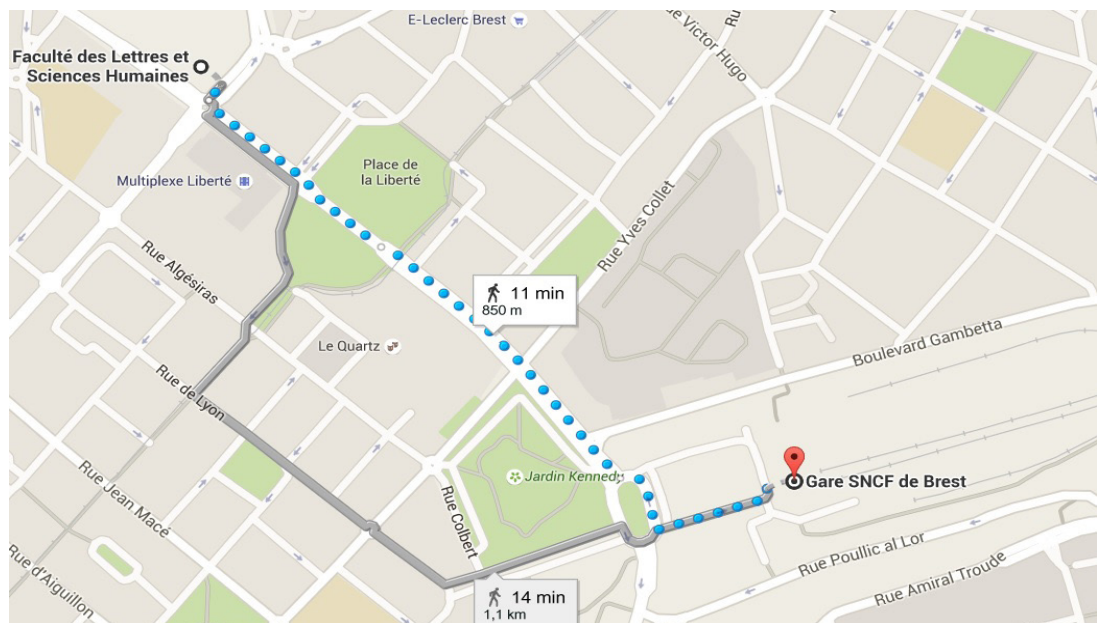 E-Leclerc Brest
Rue Victor Hugo
Faculté des Lettres et
Sciences Humaines
Multiplexe Liberté
Place de
la Liberté
Rue Yves Collet
Rue Algésiras
11 min
850 m
Le Quartz
Boulevard Gambetta
Rue de Lyon
Jardin Kennedy
Gare SNCF de Brest
Rue Jean Macé
Rue Colbert
Rue Poullic al Lor
Rue d'Aiguillon
14 min
1,1 km
Rue Amiral Troude